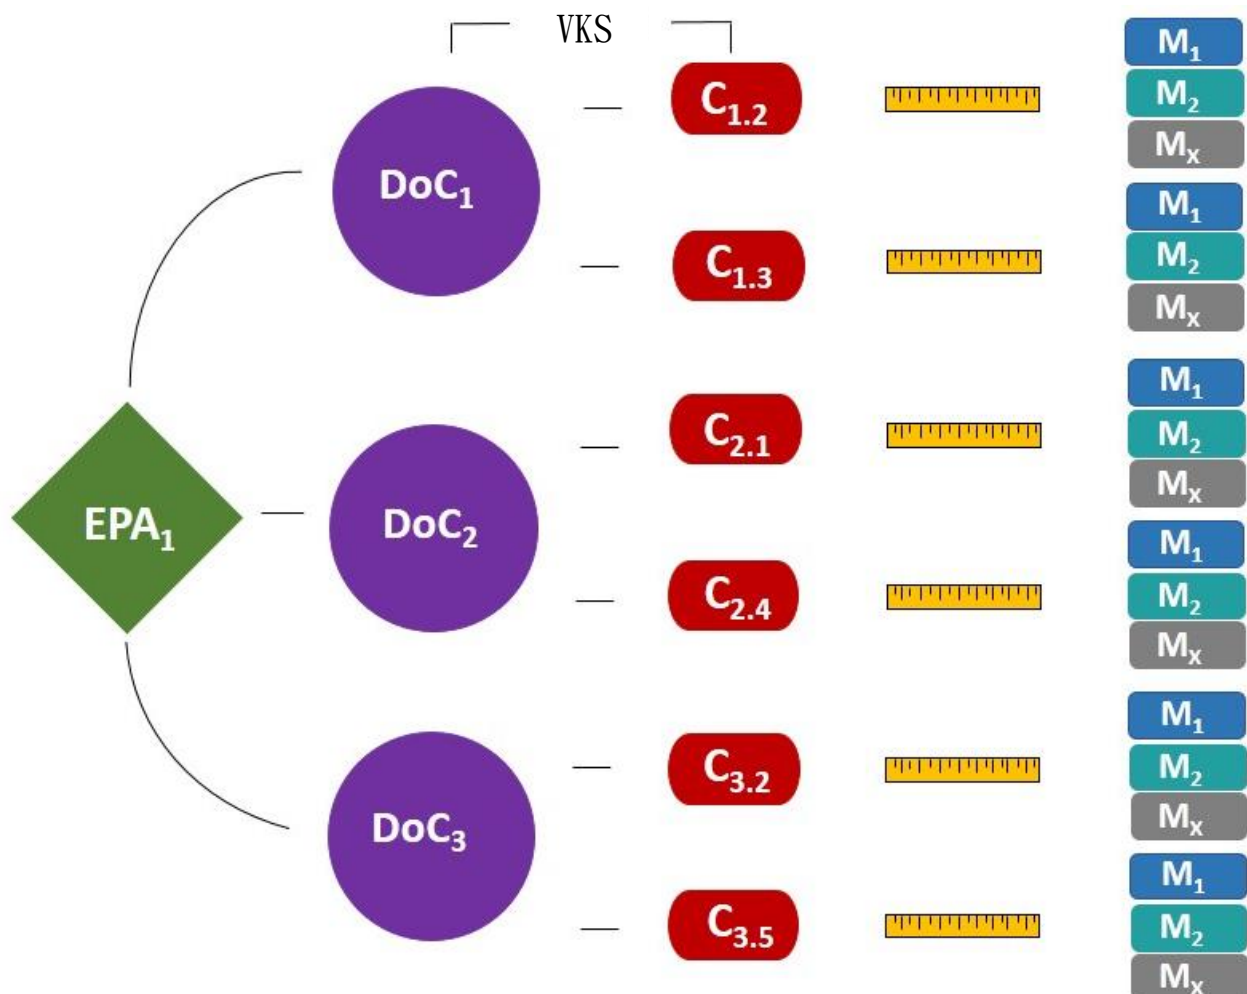 VKS
EPA₁
DoC₁
C₁.₂
M₁
M₂
Mₓ
C₁.₃
M₁
M₂
Mₓ
DoC₂
C₂.₁
M₁
M₂
Mₓ
C₂.₄
M₁
M₂
Mₓ
DoC₃
C₃.₂
M₁
M₂
Mₓ
C₃.₅
M₁
M₂
Mₓ